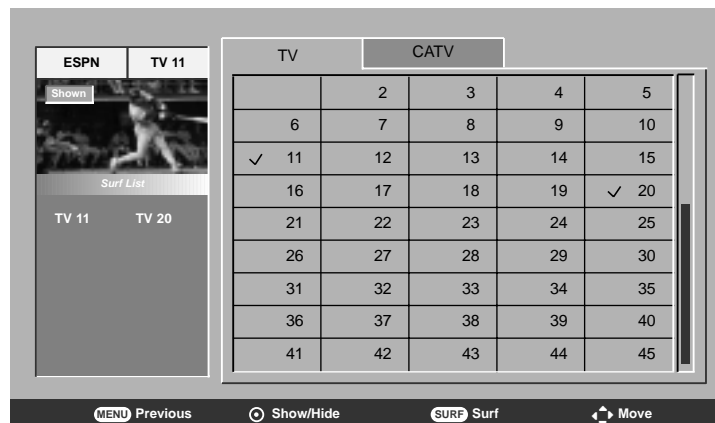 ESPN TV 11
Shown
Surf List
TV 11 TV 20
TV CATV
2 3 4 5
6 7 8 9 10
✓ 11 12 13 14 15
16 17 18 19 ✓ 20
21 22 23 24 25
26 27 28 29 30
31 32 33 34 35
36 37 38 39 40
41 42 43 44 45
MENU Previous Show/Hide SURF Surf Move